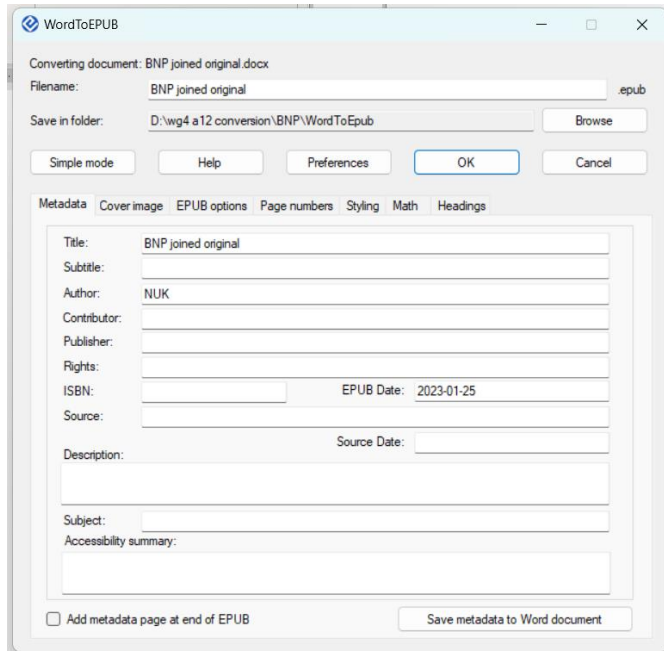 WordToEPUB
Converting document: BNP joined original.docx
Filename: BNP joined original .epub
Save in folder: D:\wg4 a12 conversion\BNP\WordToEpub Browse
Simple mode Help Preferences OK Cancel
Metadata Cover image EPUB options Page numbers Styling Math Headings
Title: BNP joined original
Subtitle:
Author: NUK
Contributor:
Publisher:
Rights:
ISBN: EPUB Date: 2023-01-25
Source:
Source Date:
Description:
Subject:
Accessibility summary:
Add metadata page at end of EPUB Save metadata to Word document